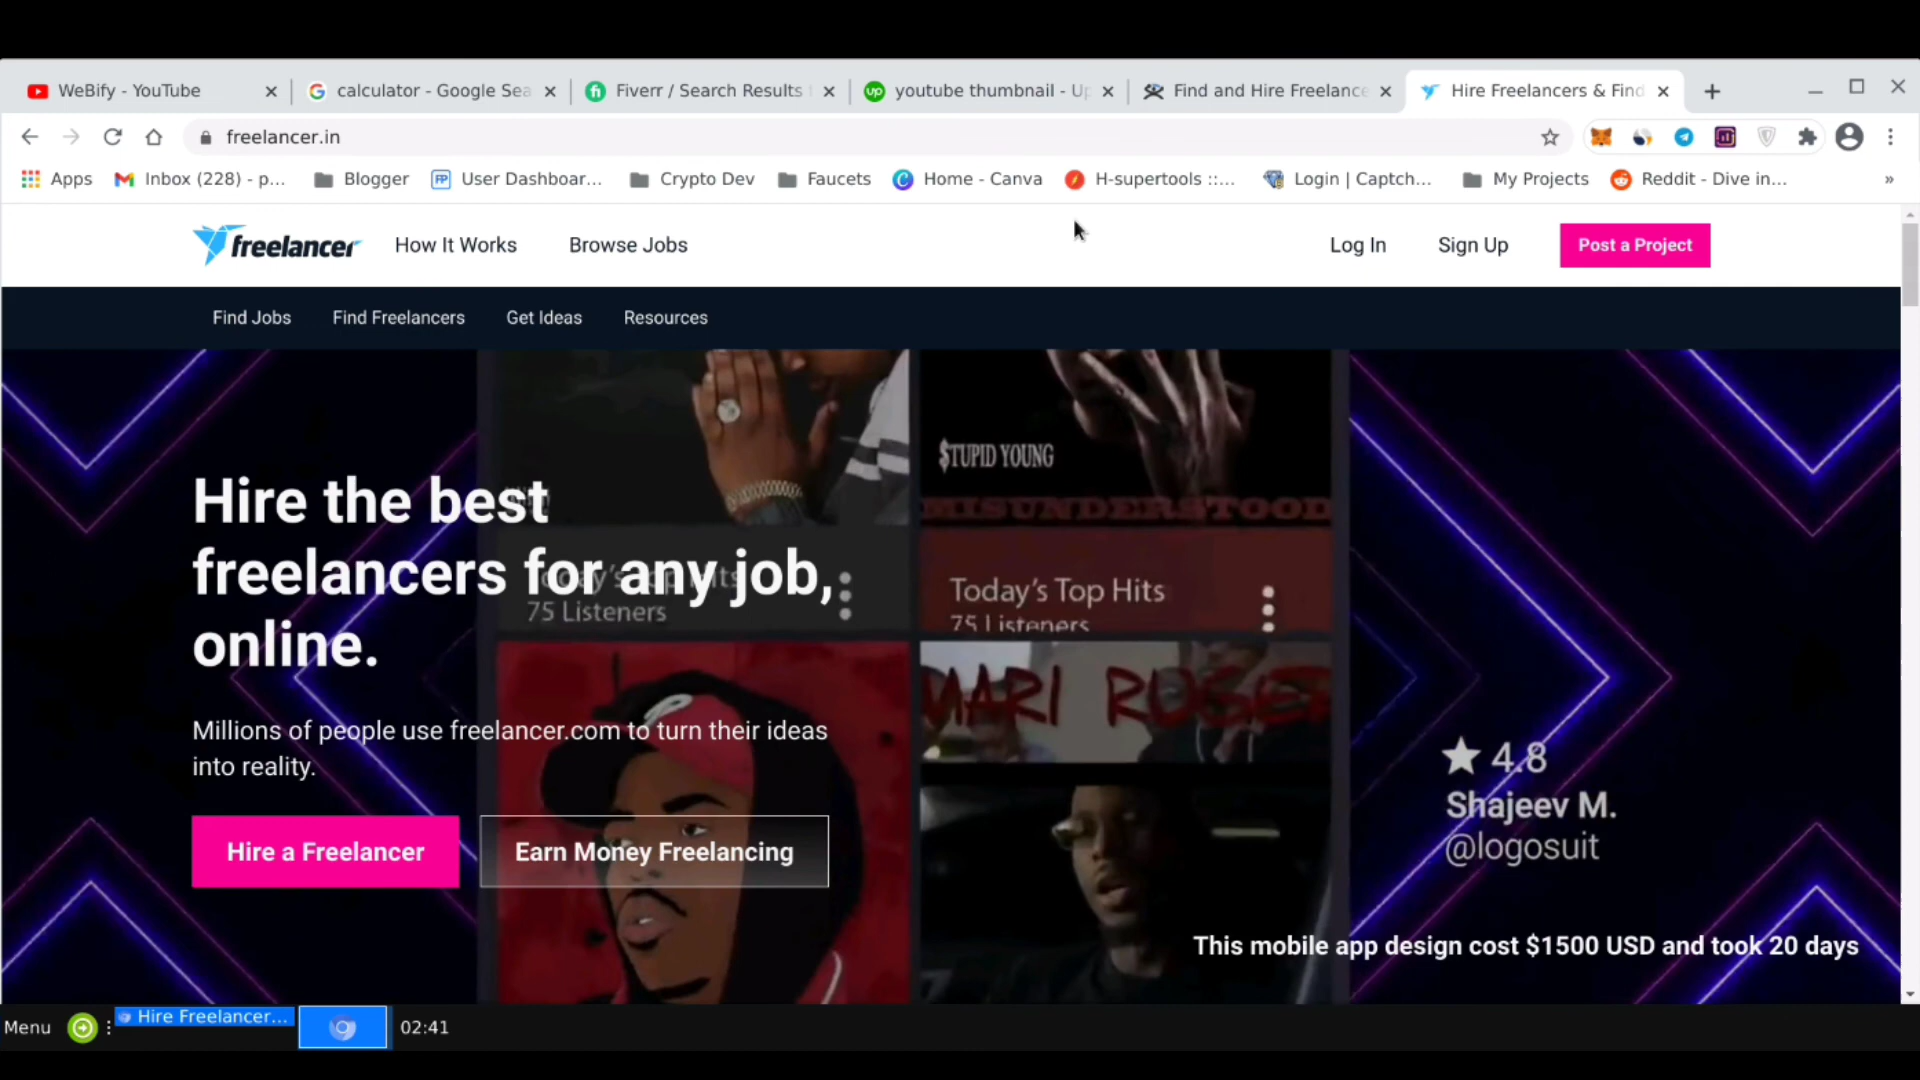 WeBify - YouTube
calculator - Google Sea
Fiverr / Search Results
youtube thumbnail - Up
Find and Hire Freelance
Hire Freelancers & Find
freelancer.in
Apps
Inbox (228) - p...
Blogger
User Dashboar...
Crypto Dev
Faucets
Home - Canva
H-supertools ::...
Login | Captch...
My Projects
Reddit - Dive in...
»
freelancer
How It Works
Browse Jobs
Log In
Sign Up
Post a Project
Find Jobs
Find Freelancers
Get Ideas
Resources
$TUPID YOUNG
MISUNDERSTOOD
Hire the best
freelancers for any job,
online.
75 Listeners
Today's Top Hits
75 Listeners
MARI
Millions of people use freelancer.com to turn their ideas
into reality.
Hire a Freelancer
Earn Money Freelancing
4.8
Shajeev M.
@logosuit
This mobile app design cost $1500 USD and took 20 days
Menu
Hire Freelancer...
02:41